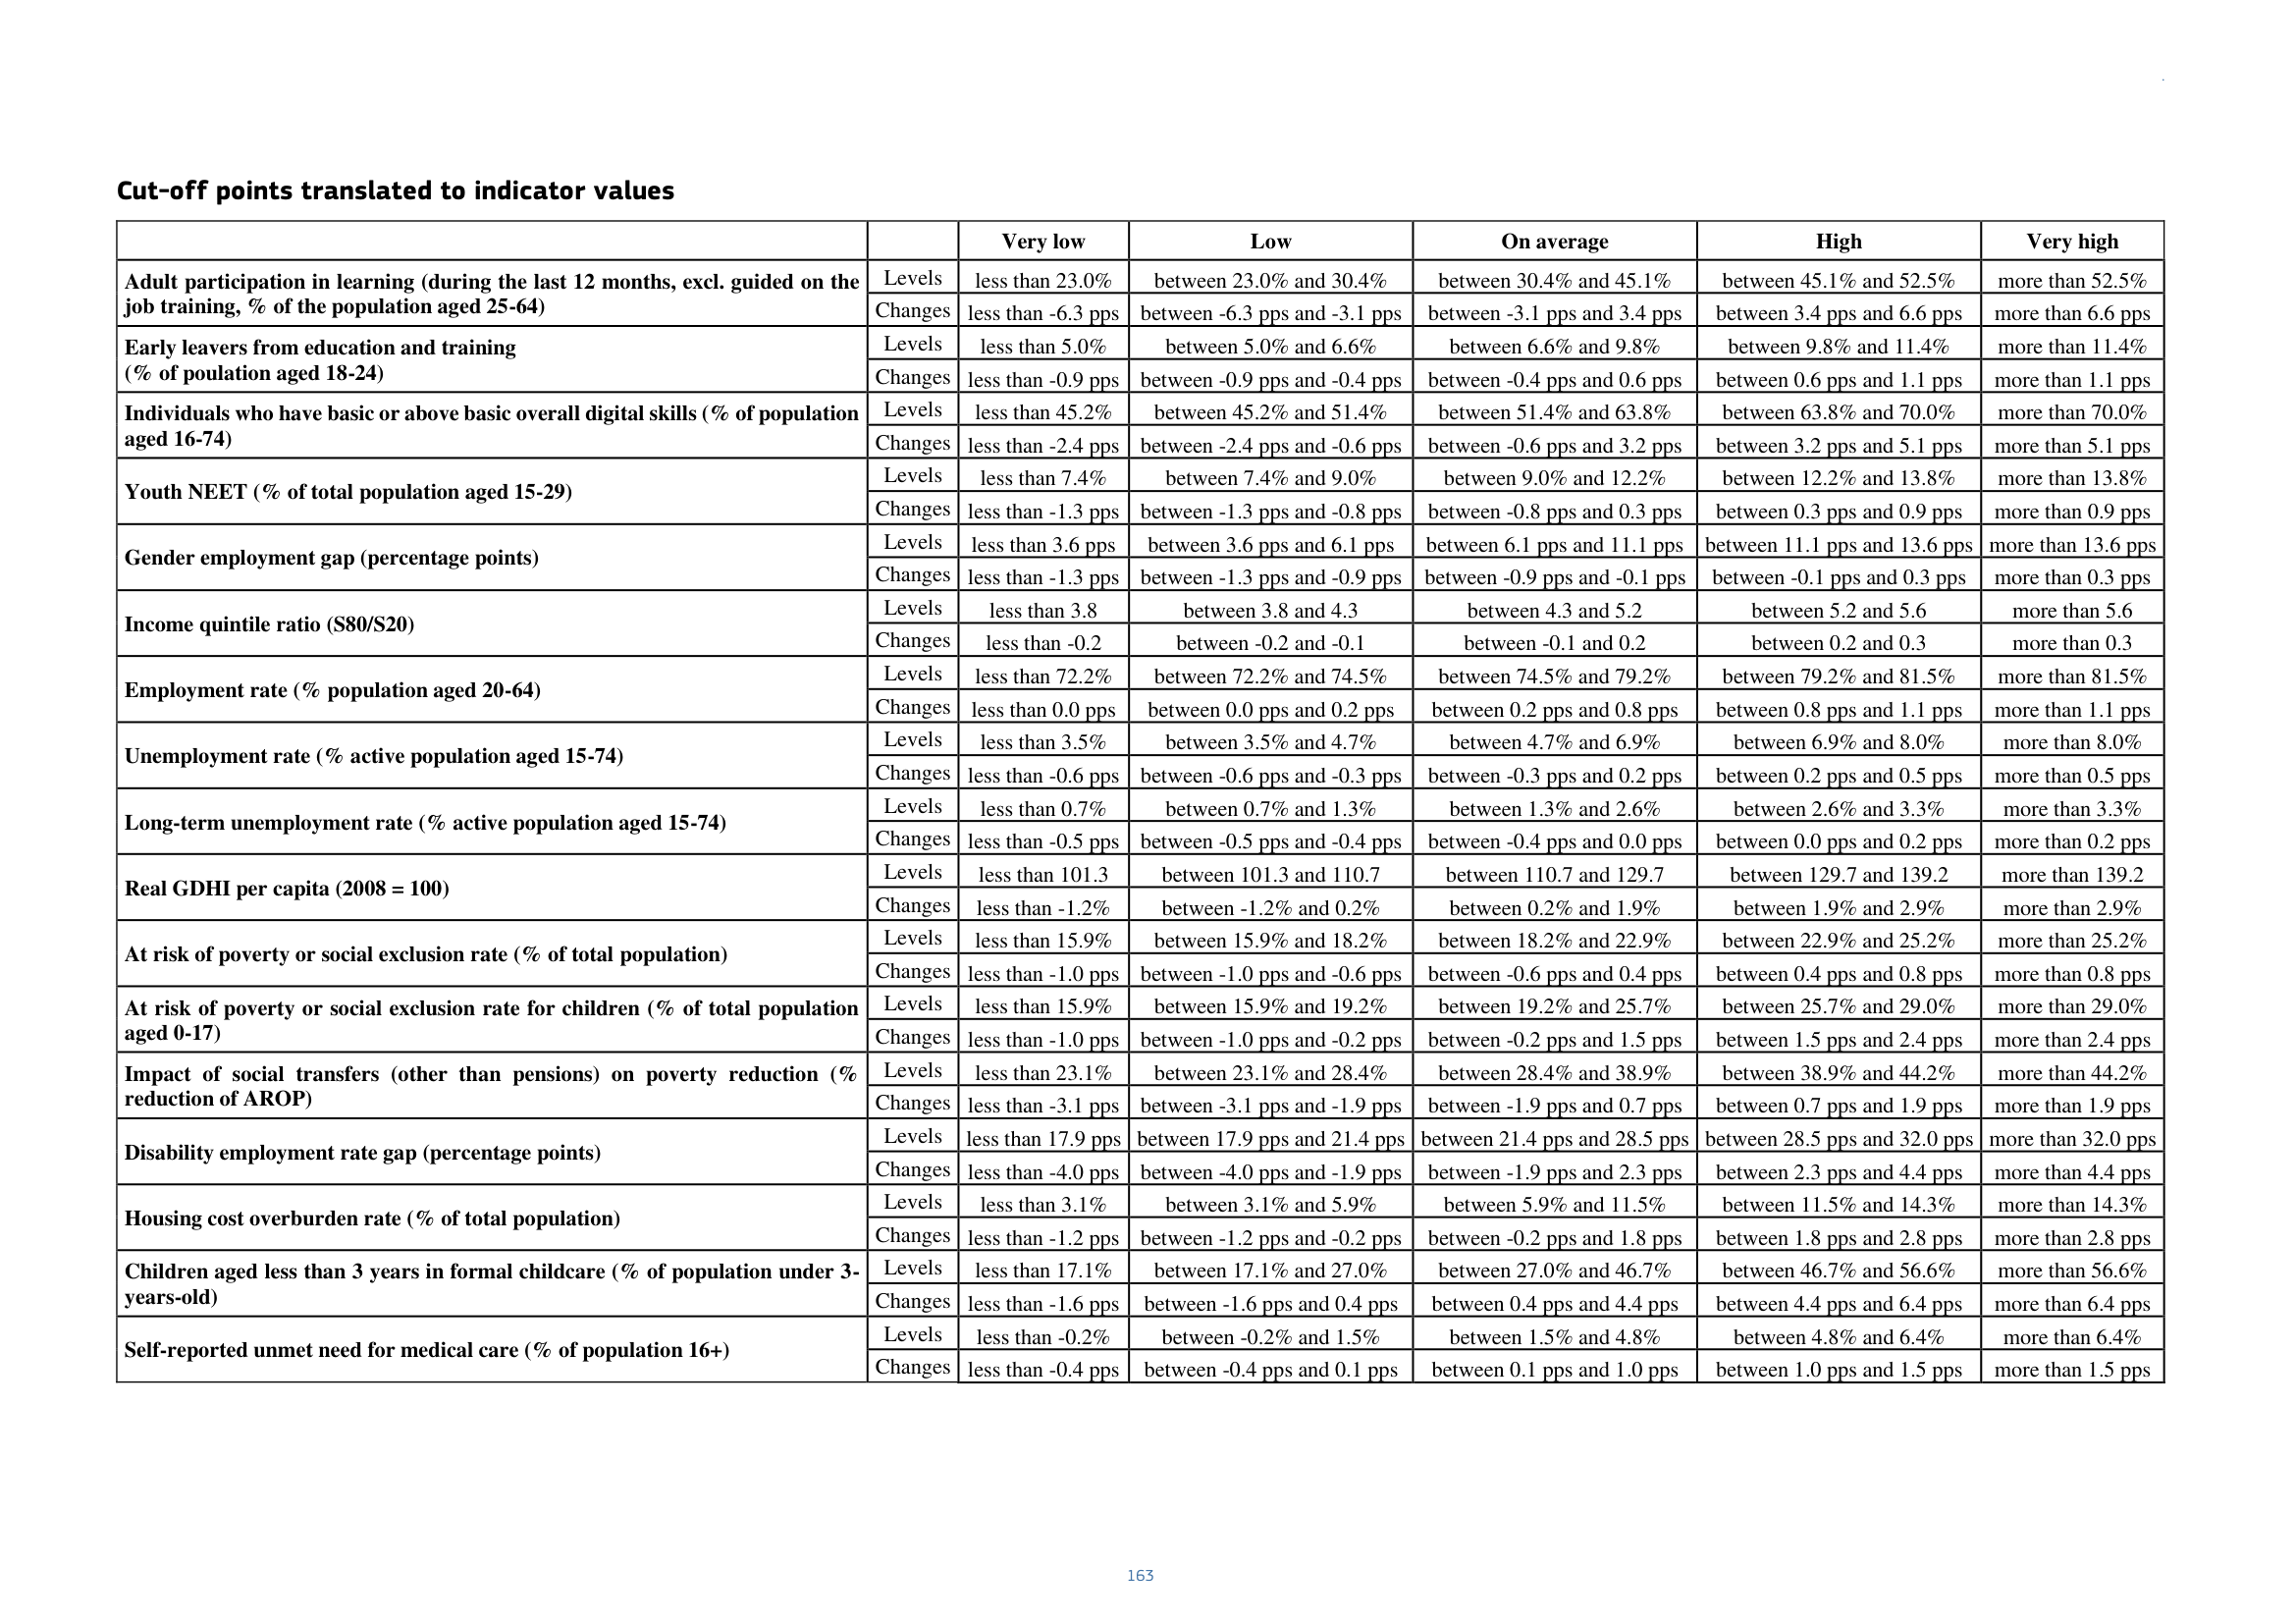 Cut-off points translated to indicator values
Very low Low On average High Very high
Adult participation in learning (during the last 12 months, excl. guided on the job training, % of the population aged 25-64)
Levels less than 23.0% between 23.0% and 30.4% between 30.4% and 45.1% between 45.1% and 52.5% more than 52.5%
Changes less than -6.3 pps between -6.3 pps and -3.1 pps between -3.1 pps and 3.4 pps between 3.4 pps and 6.6 pps more than 6.6 pps
Early leavers from education and training
(% of poulation aged 18-24)
Levels less than 5.0% between 5.0% and 6.6% between 6.6% and 9.8% between 9.8% and 11.4% more than 11.4%
Changes less than -0.9 pps between -0.9 pps and -0.4 pps between -0.4 pps and 0.6 pps between 0.6 pps and 1.1 pps more than 1.1 pps
Individuals who have basic or above basic overall digital skills (% of population
aged 16-74)
Levels less than 45.2% between 45.2% and 51.4% between 51.4% and 63.8% between 63.8% and 70.0% more than 70.0%
Changes less than -2.4 pps between -2.4 pps and -0.6 pps between -0.6 pps and 3.2 pps between 3.2 pps and 5.1 pps more than 5.1 pps
Youth NEET (% of total population aged 15-29)
Levels less than 7.4% between 7.4% and 9.0% between 9.0% and 12.2% between 12.2% and 13.8% more than 13.8%
Changes less than -1.3 pps between -1.3 pps and -0.8 pps between -0.8 pps and 0.3 pps between 0.3 pps and 0.9 pps more than 0.9 pps
Gender employment gap (percentage points)
Levels less than 3.6 pps between 3.6 pps and 6.1 pps between 6.1 pps and 11.1 pps between 11.1 pps and 13.6 pps more than 13.6 pps
Changes less than -1.3 pps between -1.3 pps and -0.9 pps between -0.9 pps and -0.1 pps between -0.1 pps and 0.3 pps more than 0.3 pps
Income quintile ratio (S80/S20)
Levels less than 3.8 between 3.8 and 4.3 between 4.3 and 5.2 between 5.2 and 5.6 more than 5.6
Changes less than -0.2 between -0.2 and -0.1 between -0.1 and 0.2 between 0.2 and 0.3 more than 0.3
Employment rate (% population aged 20-64)
Levels less than 72.2% between 72.2% and 74.5% between 74.5% and 79.2% between 79.2% and 81.5% more than 81.5%
Changes less than 0.0 pps between 0.0 pps and 0.2 pps between 0.2 pps and 0.8 pps between 0.8 pps and 1.1 pps more than 1.1 pps
Unemployment rate (% active population aged 15-74)
Levels less than 3.5% between 3.5% and 4.7% between 4.7% and 6.9% between 6.9% and 8.0% more than 8.0%
Changes less than -0.6 pps between -0.6 pps and -0.3 pps between -0.3 pps and 0.2 pps between 0.2 pps and 0.5 pps more than 0.5 pps
Long-term unemployment rate (% active population aged 15-74)
Levels less than 0.7% between 0.7% and 1.3% between 1.3% and 2.6% between 2.6% and 3.3% more than 3.3%
Changes less than -0.5 pps between -0.5 pps and -0.4 pps between -0.4 pps and 0.0 pps between 0.0 pps and 0.2 pps more than 0.2 pps
Real GDHI per capita (2008 = 100)
Levels less than 101.3 between 101.3 and 110.7 between 110.7 and 129.7 between 129.7 and 139.2 more than 139.2
Changes less than -1.2% between -1.2% and 0.2% between 0.2% and 1.9% between 1.9% and 2.9% more than 2.9%
At risk of poverty or social exclusion rate (% of total population)
Levels less than 15.9% between 15.9% and 18.2% between 18.2% and 22.9% between 22.9% and 25.2% more than 25.2%
Changes less than -1.0 pps between -1.0 pps and -0.6 pps between -0.6 pps and 0.4 pps between 0.4 pps and 0.8 pps more than 0.8 pps
At risk of poverty or social exclusion rate for children (% of total population
aged 0-17)
Levels less than 15.9% between 15.9% and 19.2% between 19.2% and 25.7% between 25.7% and 29.0% more than 29.0%
Changes less than -1.0 pps between -1.0 pps and -0.2 pps between -0.2 pps and 1.5 pps between 1.5 pps and 2.4 pps more than 2.4 pps
Impact of social transfers (other than pensions) on poverty reduction (%
reduction of AROP)
Levels less than 23.1% between 23.1% and 28.4% between 28.4% and 38.9% between 38.9% and 44.2% more than 44.2%
Changes less than -3.1 pps between -3.1 pps and -1.9 pps between -1.9 pps and 0.7 pps between 0.7 pps and 1.9 pps more than 1.9 pps
Disability employment rate gap (percentage points)
Levels less than 17.9 pps between 17.9 pps and 21.4 pps between 21.4 pps and 28.5 pps between 28.5 pps and 32.0 pps more than 32.0 pps
Changes less than -4.0 pps between -4.0 pps and -1.9 pps between -1.9 pps and 2.3 pps between 2.3 pps and 4.4 pps more than 4.4 pps
Housing cost overburden rate (% of total population)
Levels less than 3.1% between 3.1% and 5.9% between 5.9% and 11.5% between 11.5% and 14.3% more than 14.3%
Changes less than -1.2 pps between -1.2 pps and -0.2 pps between -0.2 pps and 1.8 pps between 1.8 pps and 2.8 pps more than 2.8 pps
Children aged less than 3 years in formal childcare (% of population under 3-
years-old)
Levels less than 17.1% between 17.1% and 27.0% between 27.0% and 46.7% between 46.7% and 56.6% more than 56.6%
Changes less than -1.6 pps between -1.6 pps and 0.4 pps between 0.4 pps and 4.4 pps between 4.4 pps and 6.4 pps more than 6.4 pps
Self-reported unmet need for medical care (% of population 16+)
Levels less than -0.2% between -0.2% and 1.5% between 1.5% and 4.8% between 4.8% and 6.4% more than 6.4%
Changes less than -0.4 pps between -0.4 pps and 0.1 pps between 0.1 pps and 1.0 pps between 1.0 pps and 1.5 pps more than 1.5 pps
163